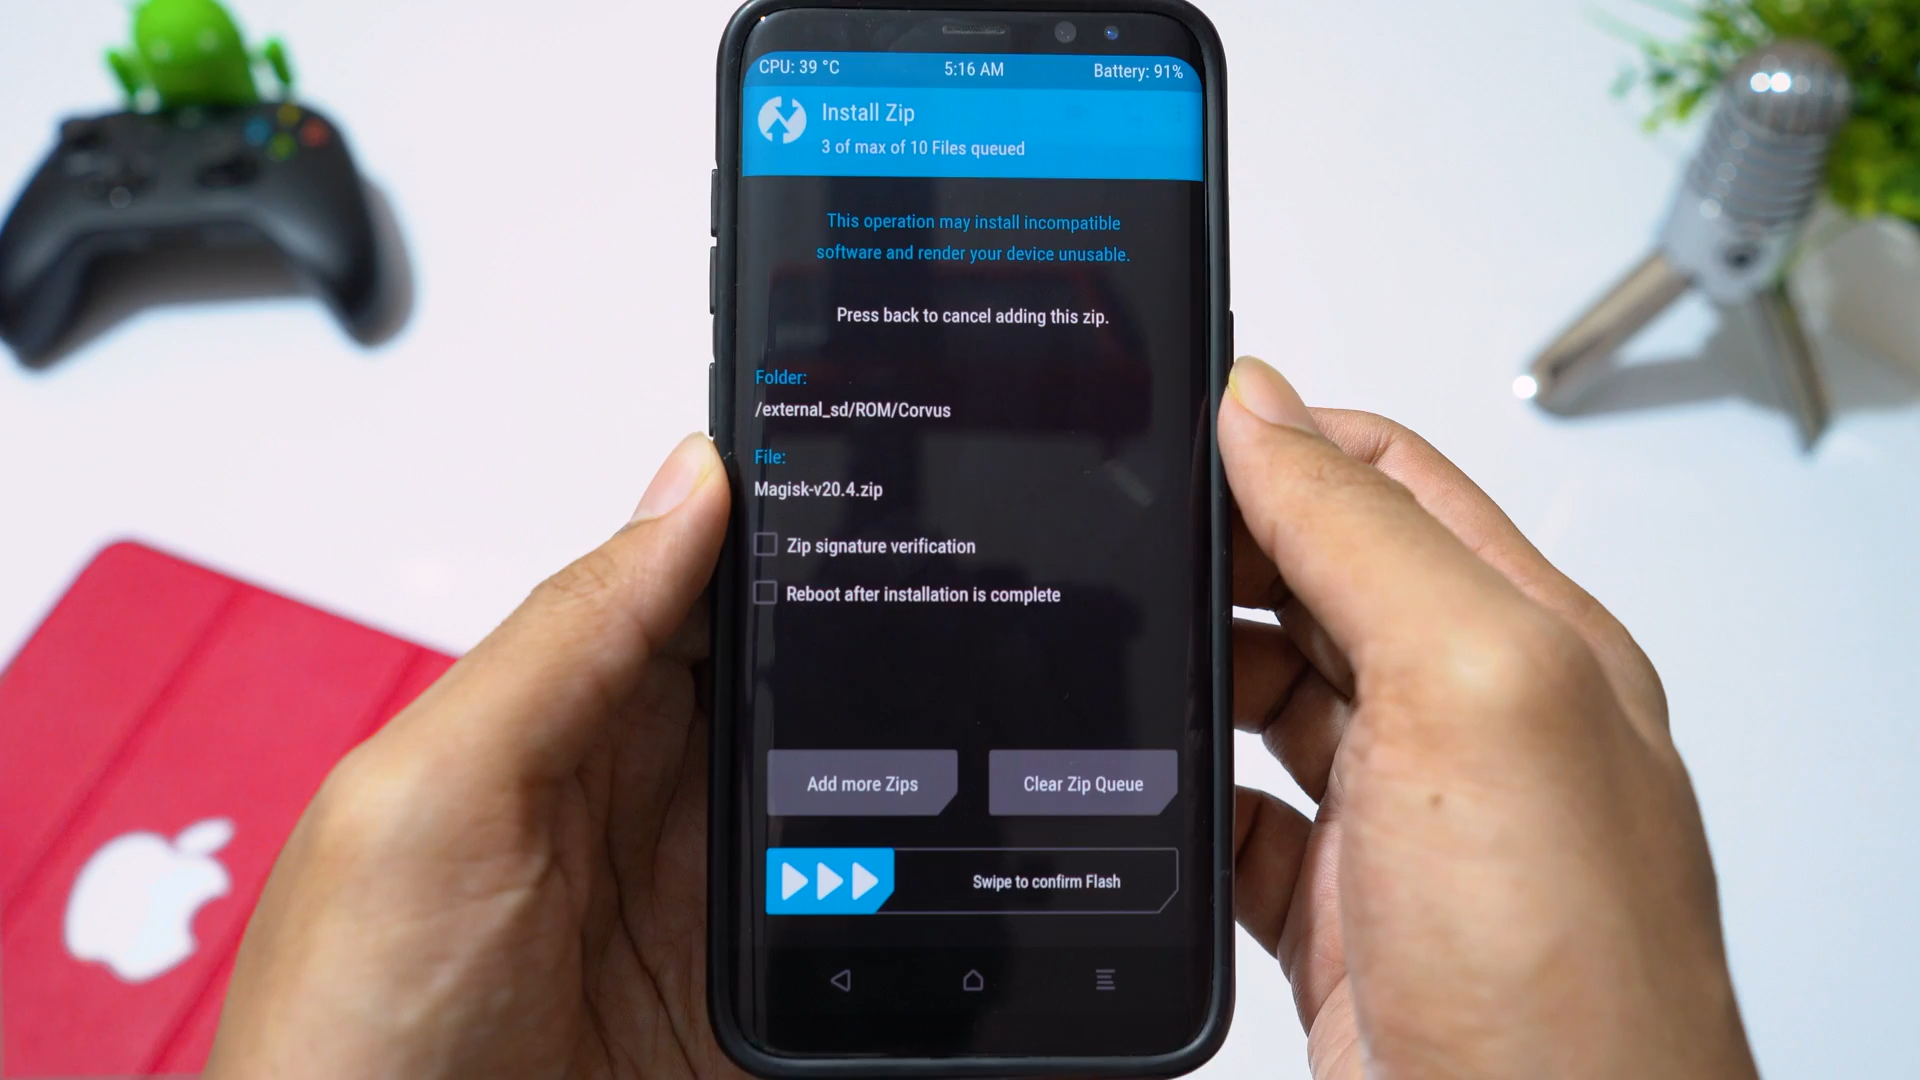 CPU: 39 °C
5:16 AM
Battery: 91%
Install Zip
3 of max of 10 Files queued
This operation may install incompatible
software and render your device unusable.
Press back to cancel adding this zip.
Folder:
/external_sd/ROM/Corvus
File:
Magisk-v20.4.zip
Zip signature verification
Reboot after installation is complete
Add more Zips
Clear Zip Queue
Swipe to confirm Flash